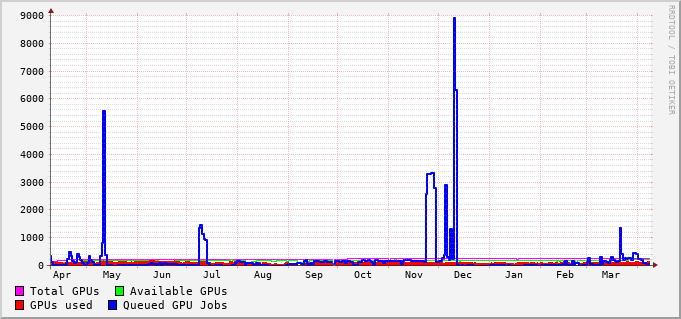 9000
8000
7000
6000
5000
4000
3000
2000
1000
0
Apr May Jun Jul Aug Sep Oct Nov Dec Jan Feb Mar
Total GPUs Available GPUs
GPUs used Queued GPU Jobs
RRDTOOL / TOBI OETIKER